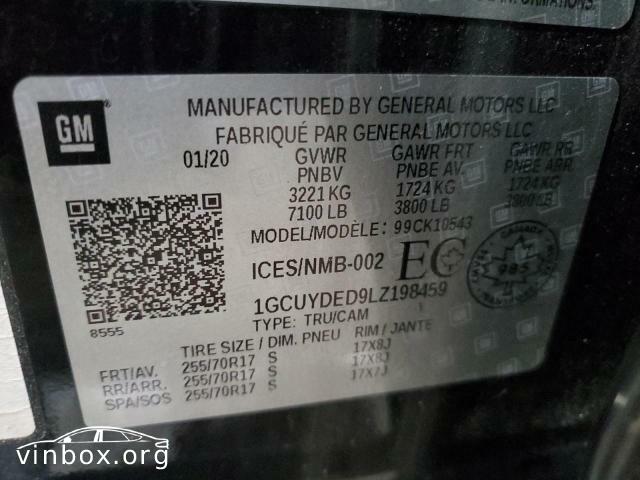 INFORMATIONS.
GM
MANUFACTURED BY GENERAL MOTORS LLC
FABRIQUÉ PAR GENERAL MOTORS LLC
01/20 GVWR GAWR FRT GAWR RR
PNBV PNBE AV. PNBE ARR.
3221 KG 1724 KG 1724 KG
7100 LB 3800 LB 3800 LB
MODEL/MODÈLE: 99CK10543
ICES/NMB-002 EC
CANADA
985
1GCUYDED9LZ198459
8555
TYPE: TRU/CAM
TIRE SIZE / DIM. PNEU RIM / JANTE
FRT/AV. 255/70R17 S 17X8J
RR/ARR. 255/70R17 S 17X8J
SPA/SOS 255/70R17 S 17X7J
vinbox.org